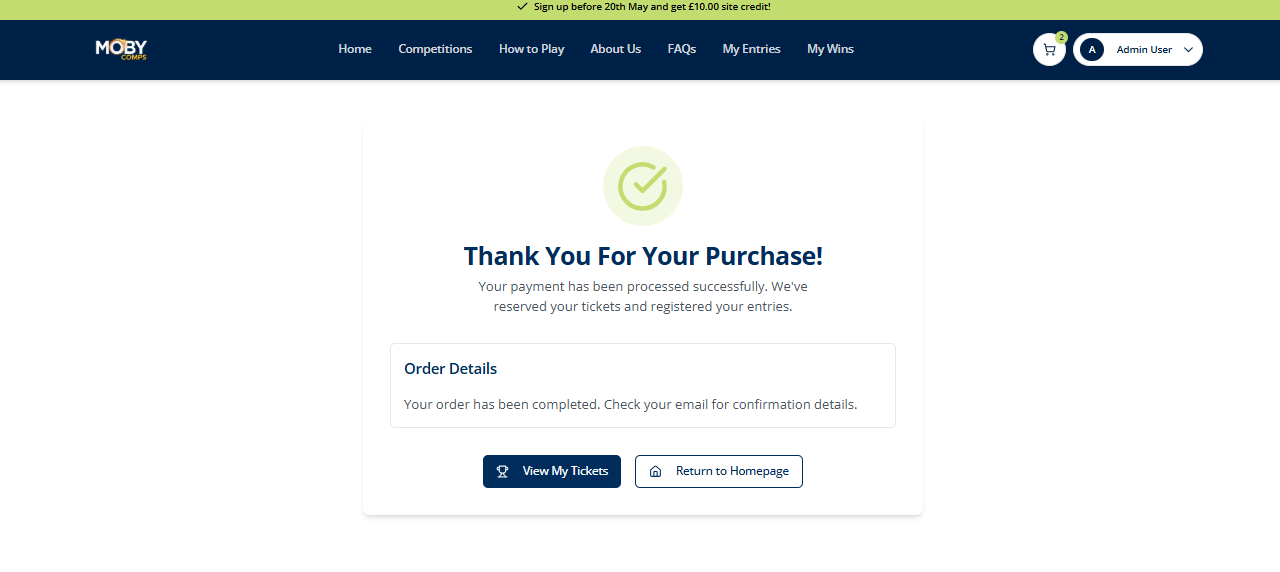 Sign up before 20th May and get £10.00 site credit!
MOBY
COMPS
Home
Competitions
How to Play
About Us
FAQs
My Entries
My Wins
2
A
Admin User
Thank You For Your Purchase!
Your payment has been processed successfully. We've
reserved your tickets and registered your entries.
Order Details
Your order has been completed. Check your email for confirmation details.
View My Tickets
Return to Homepage